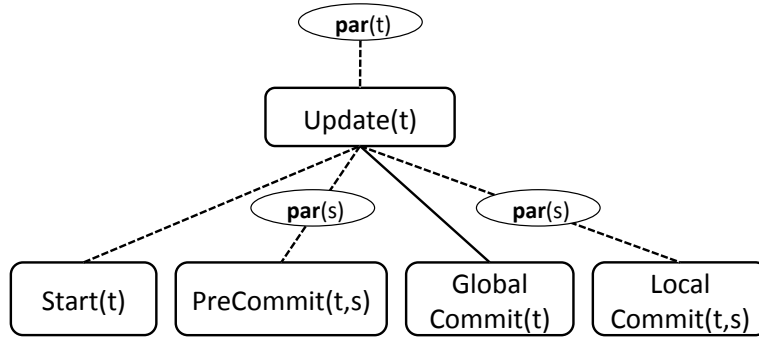 par(t)
Update(t)
par(s)
par(s)
Start(t)
PreCommit(t,s)
Global
Commit(t)
Local
Commit(t,s)